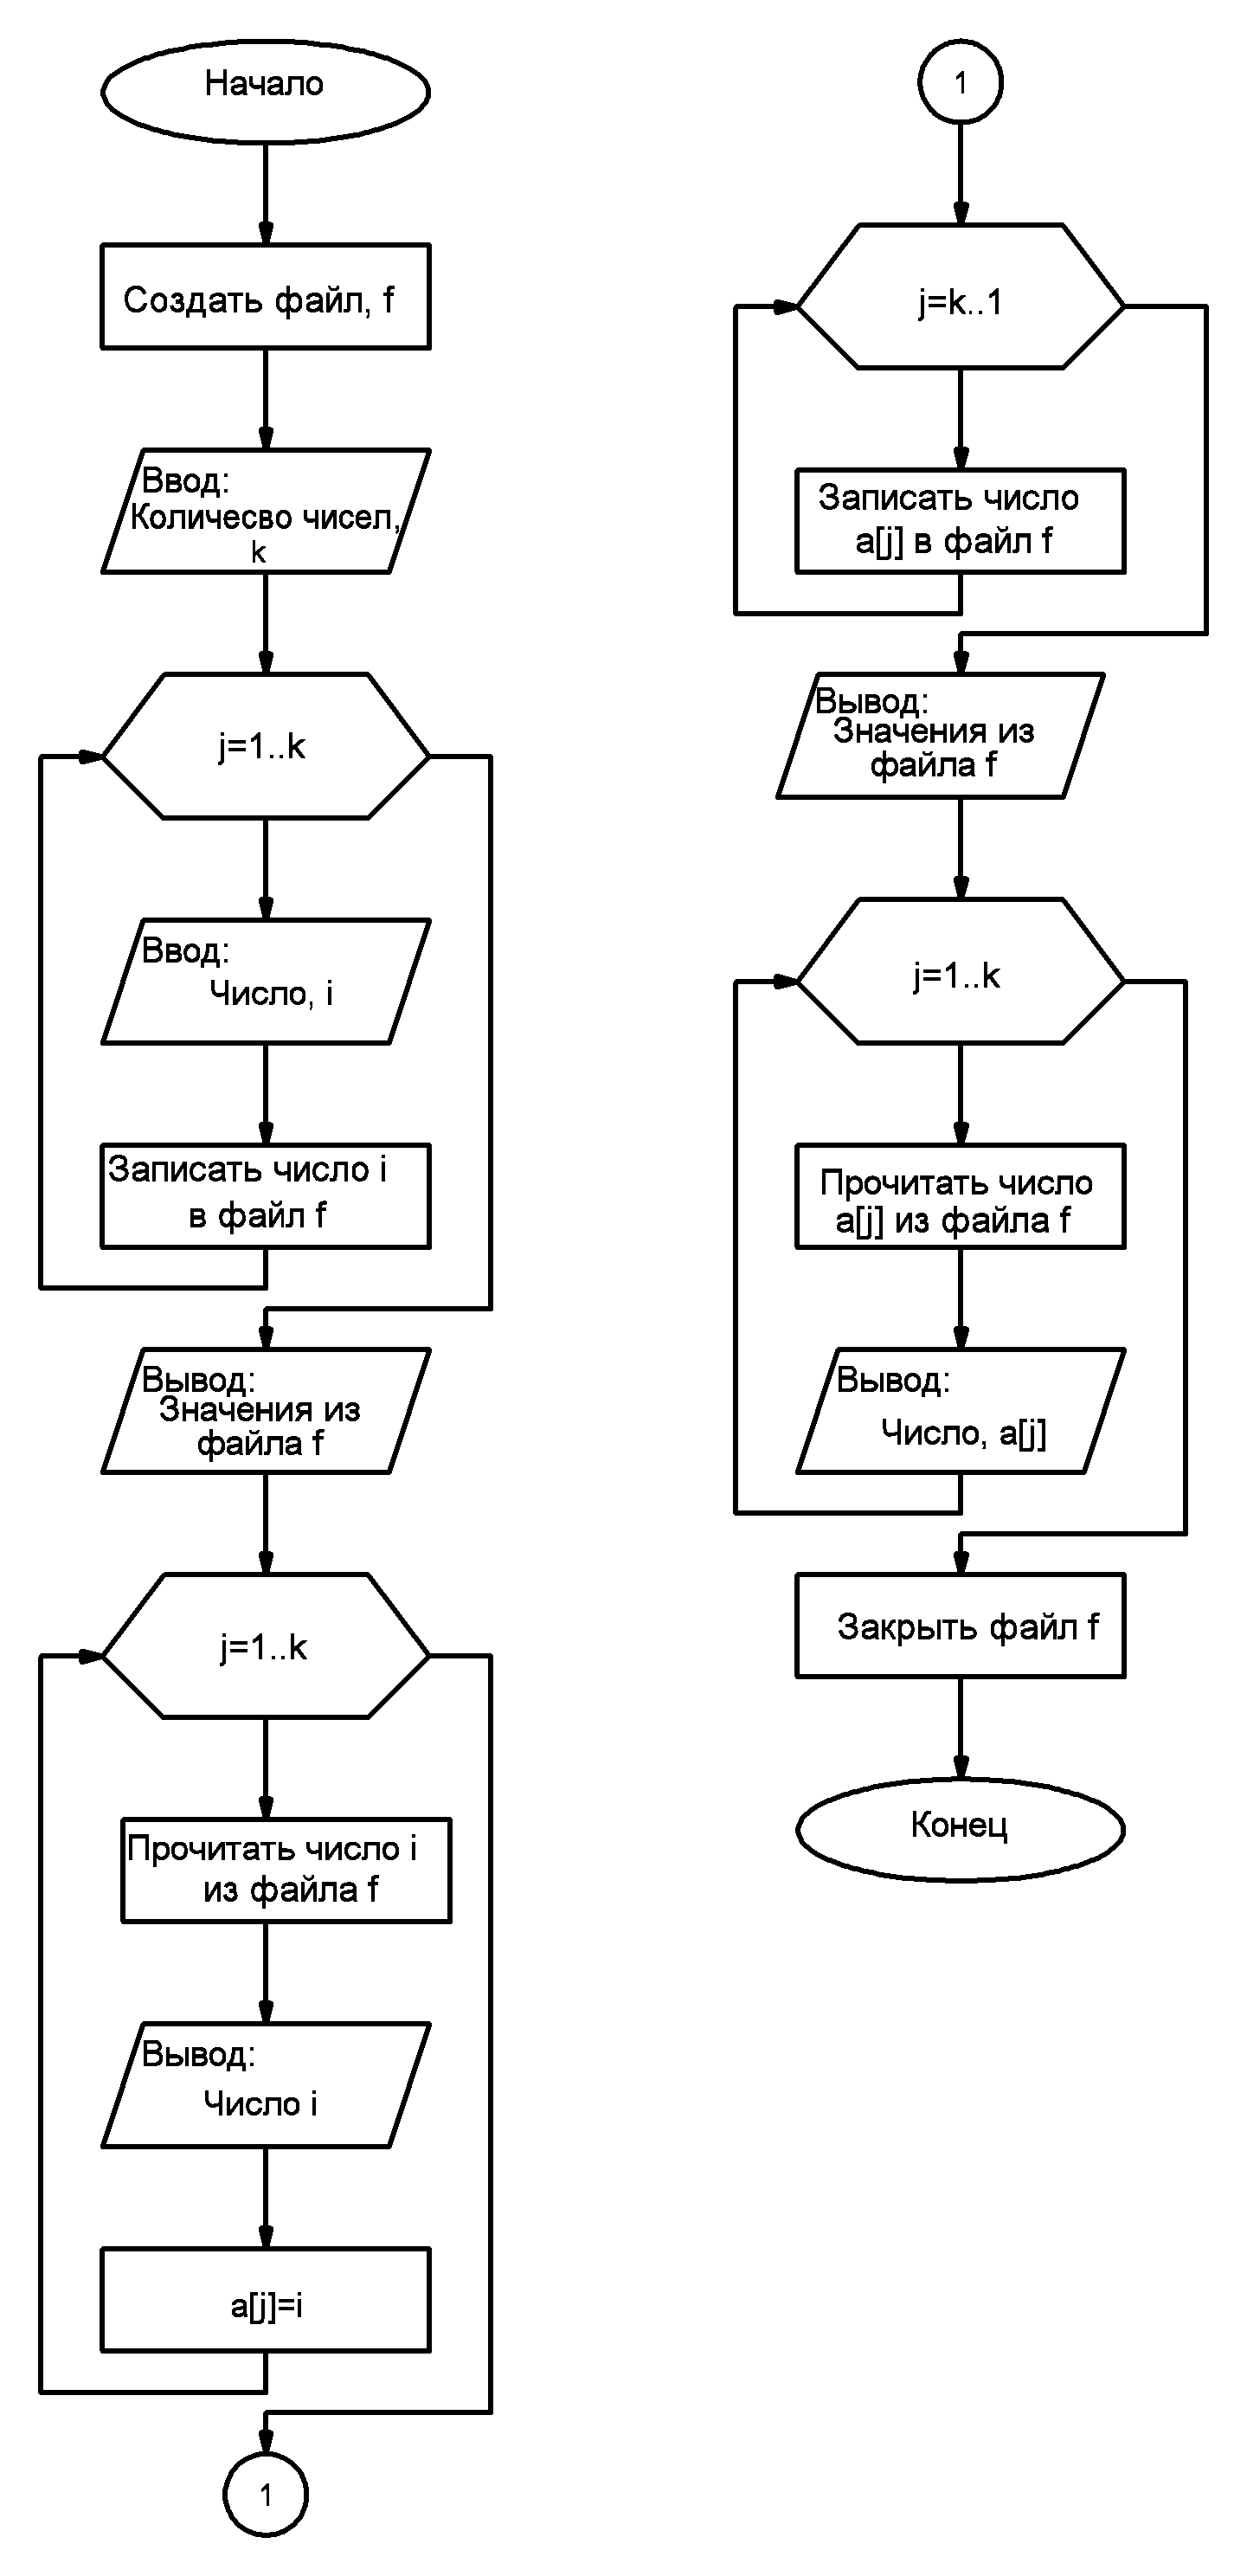 Начало
Создать файл, f
Ввод:
Количесво чисел,
k
j=1..k
Ввод:
Число, i
Записать число i
в файл f
Вывод:
Значения из
файла f
j=1..k
Прочитать число i
из файла f
Вывод:
Число i
a[j]=i
1
1
j=k..1
Записать число
a[j] в файл f
Вывод:
Значения из
файла f
j=1..k
Прочитать число
a[j] из файла f
Вывод:
Число, a[j]
Закрыть файл f
Конец